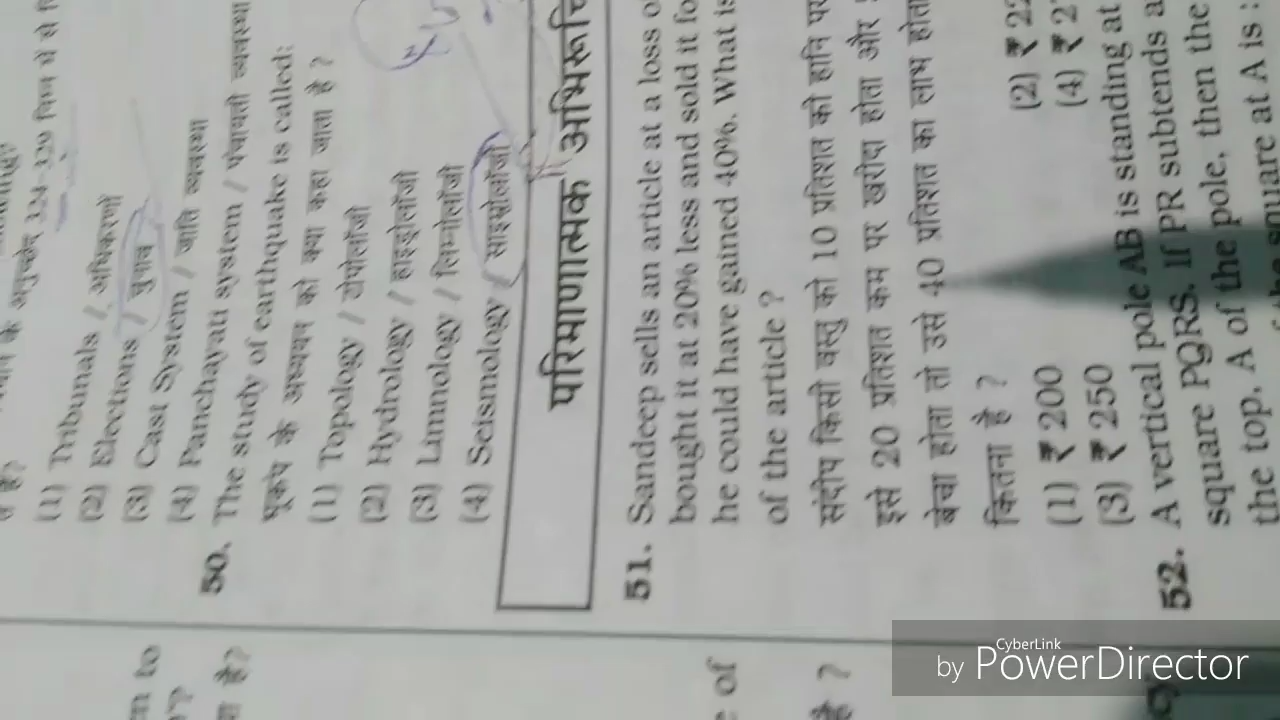 (1) Tribunals / अधिकरणों
(2) Elections / चुनाव
(3) Cast System / जाति व्यवस्था
(4) Panchayati system / पंचायती व्यवस्था
50. The study of earthquake is called:
भूकंप के अध्ययन को क्या कहा जाता है ?
(1) Topology / टोपोलॉजी
(2) Hydrology / हाइड्रोलॉजी
(3) Limnology / लिमोलोजी
(4) Seismology / साइस्मोलॉजी
परिमाणात्मक अभिरूचि
51. Sandeep sells an article at a loss o
bought it at 20% less and sold it fo
he could have gained 40%. What is
of the article ?
संदीप किसी वस्तु को 10 प्रतिशत की हानि पर
इसे 20 प्रतिशत कम पर खरीदा होता और
बेचा होता तो उसे 40 प्रतिशत का लाभ होता
कितना है ?
(1) ₹ 200 (2) ₹ 22
(3) ₹ 250 (4) ₹ 27
52. A vertical pole AB is standing at
square PQRS. If PR subtends a
the top, A of the pole, then the
square at A is :
CyberLink
by PowerDirector